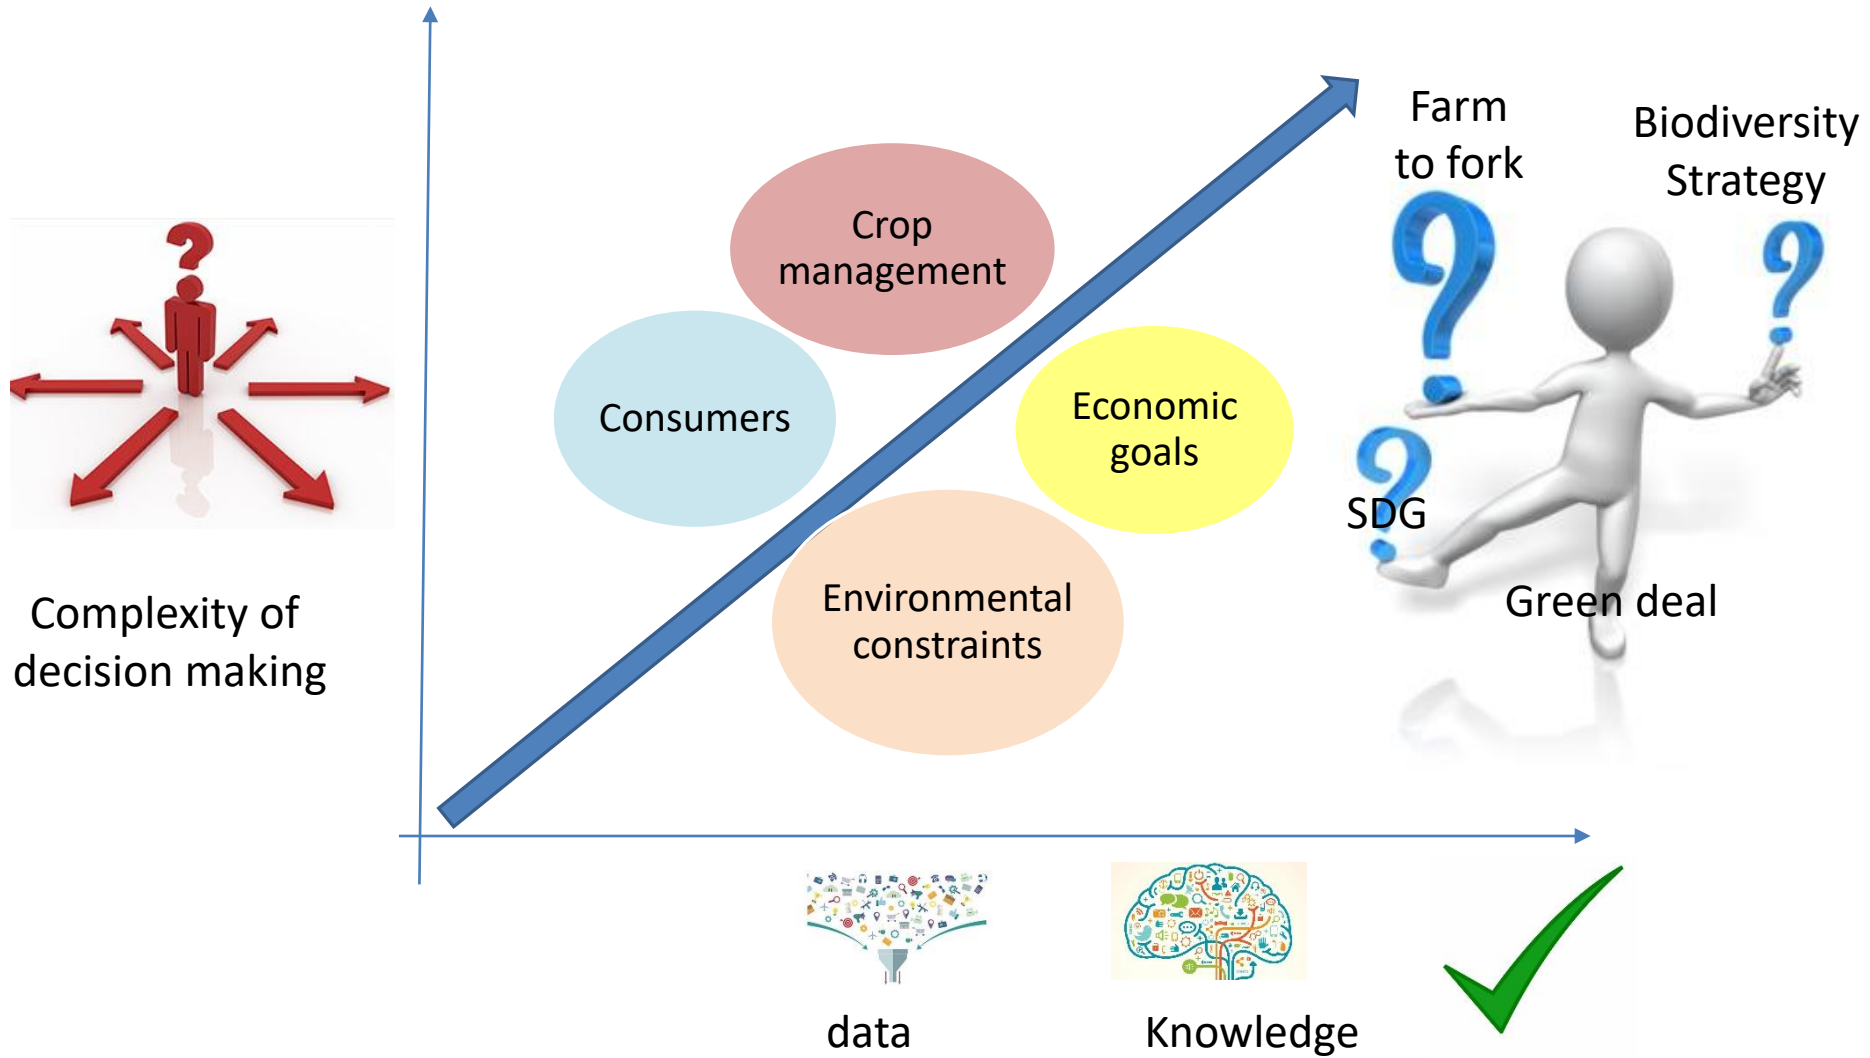 Farm
to fork
Biodiversity
Strategy
Crop
management
Consumers
Economic
goals
SDG
Environmental
constraints
Green deal
Complexity of
decision making
data
Knowledge